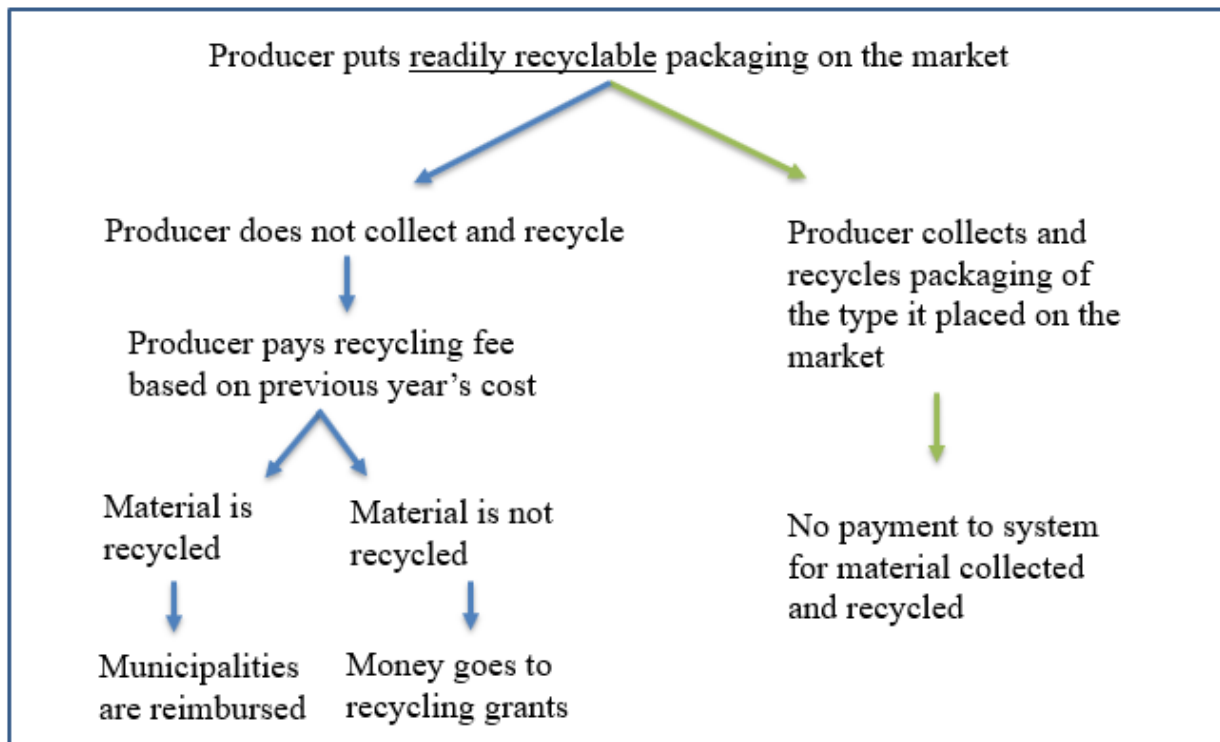 Producer puts readily recyclable packaging on the market
Producer does not collect and recycle
Producer pays recycling fee
based on previous year’s cost
Material is
recycled
Municipalities
are reimbursed
Material is not
recycled
Money goes to
recycling grants
Producer collects and
recycles packaging of
the type it placed on the
market
No payment to system
for material collected
and recycled